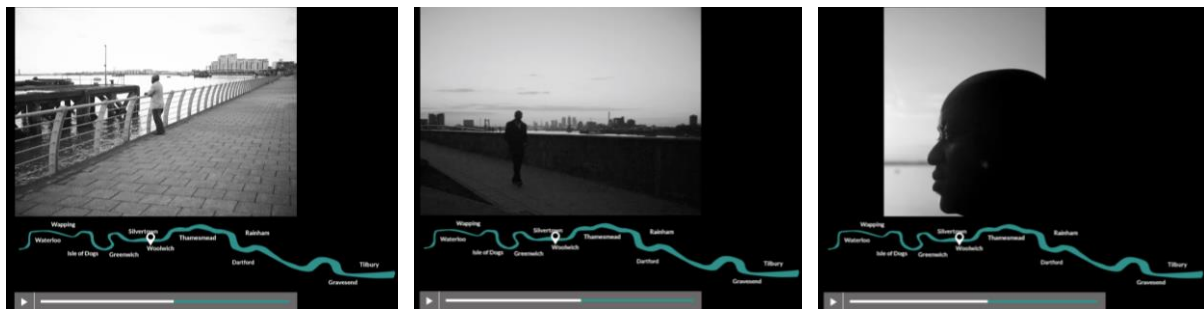 Wapping
Silvertown
Rainham
Waterloo
Thamesmead
Woolwich
Isle of Dogs
Greenwich
Dartford
Tilbury
Gravesend
Wapping
Silvertown
Rainham
Waterloo
Thamesmead
Woolwich
Isle of Dogs
Greenwich
Dartford
Tilbury
Gravesend
Wapping
Silvertown
Rainham
Waterloo
Thamesmead
Woolwich
Isle of Dogs
Greenwich
Dartford
Tilbury
Gravesend